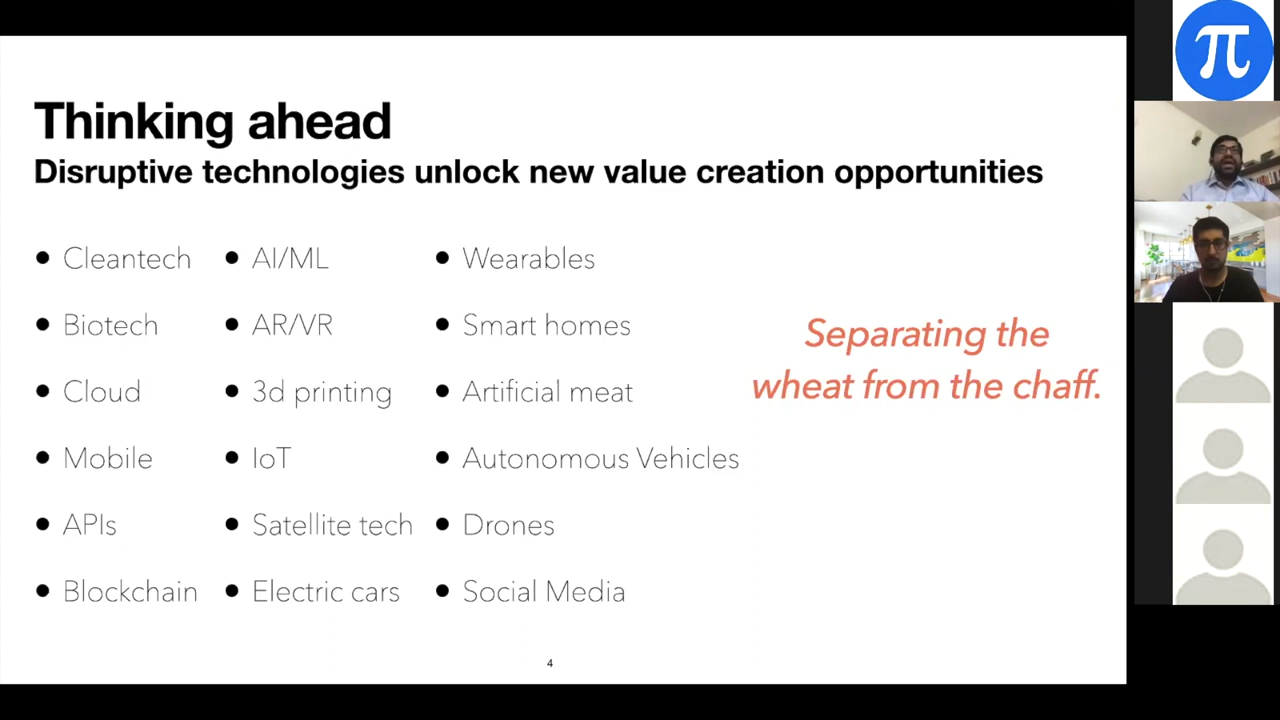 Thinking ahead
Disruptive technologies unlock new value creation opportunities
Cleantech
Biotech
Cloud
Mobile
APIs
Blockchain
AI/ML
AR/VR
3d printing
IoT
Satellite tech
Electric cars
Wearables
Smart homes
Artificial meat
Autonomous Vehicles
Drones
Social Media
Separating the
wheat from the chaff.
4
π